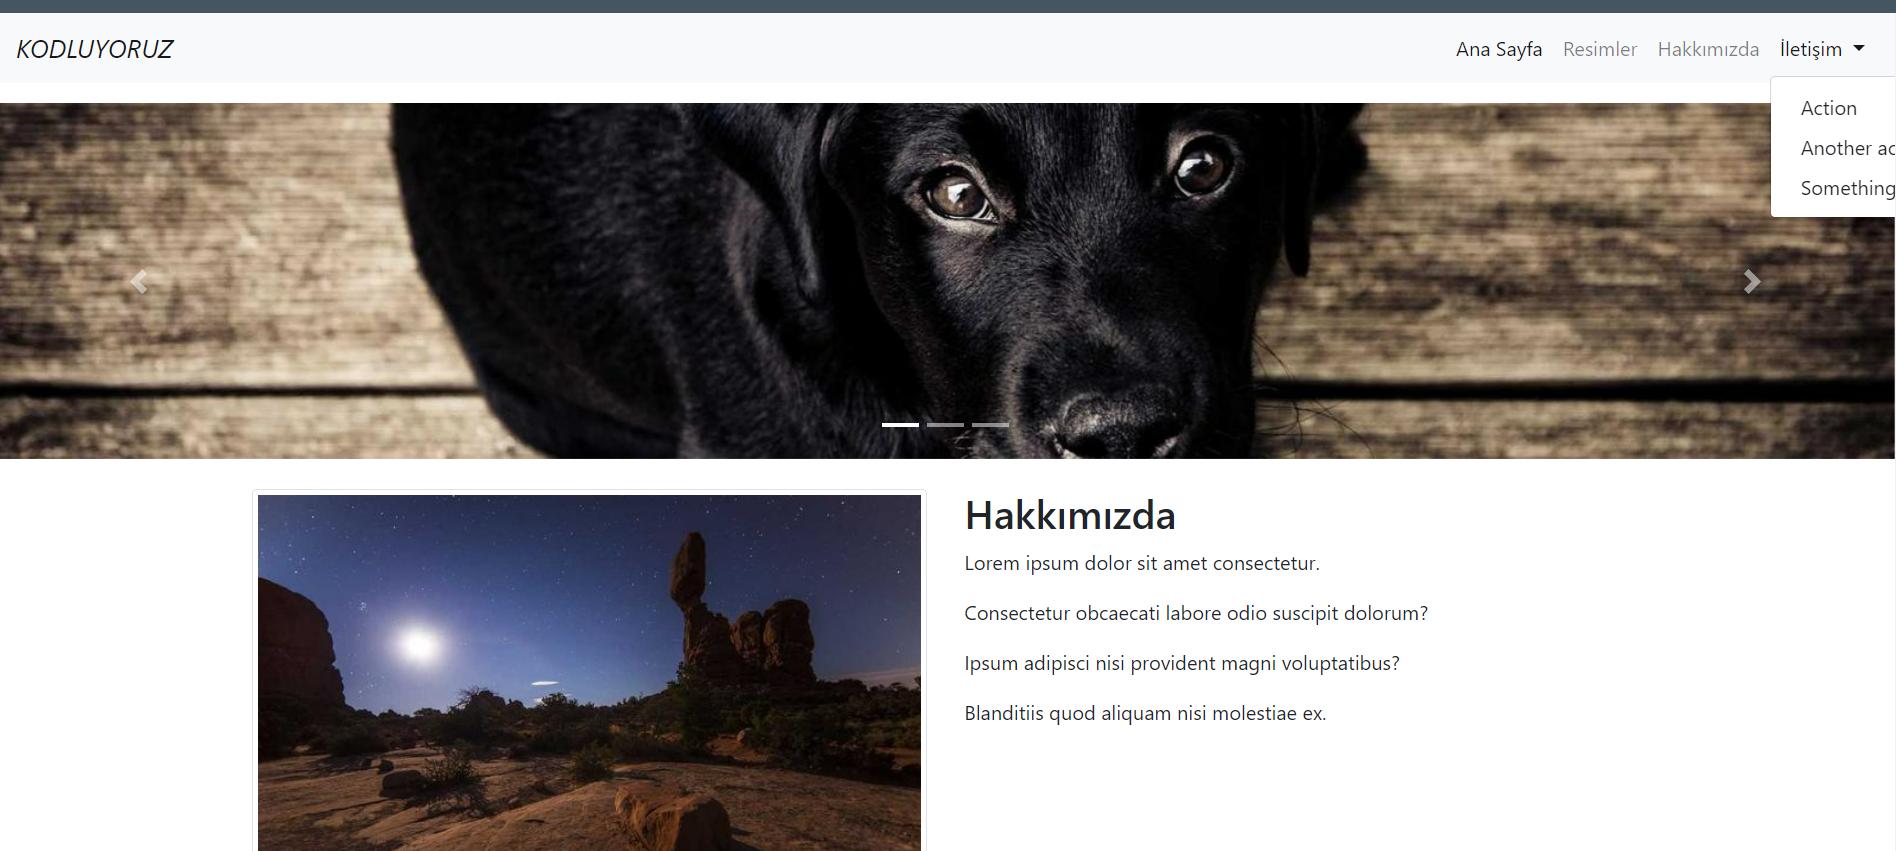 KODLUYORUZ
Ana Sayfa Resimler Hakkımızda İletişim
Action
Another
Something
Hakkımızda
Lorem ipsum dolor sit amet consectetur.
Consectetur obcaecati labore odio suscipit dolorum?
Ipsum adipisci nisi provident magni voluptatibus?
Blanditiis quod aliquam nisi molestiae ex.